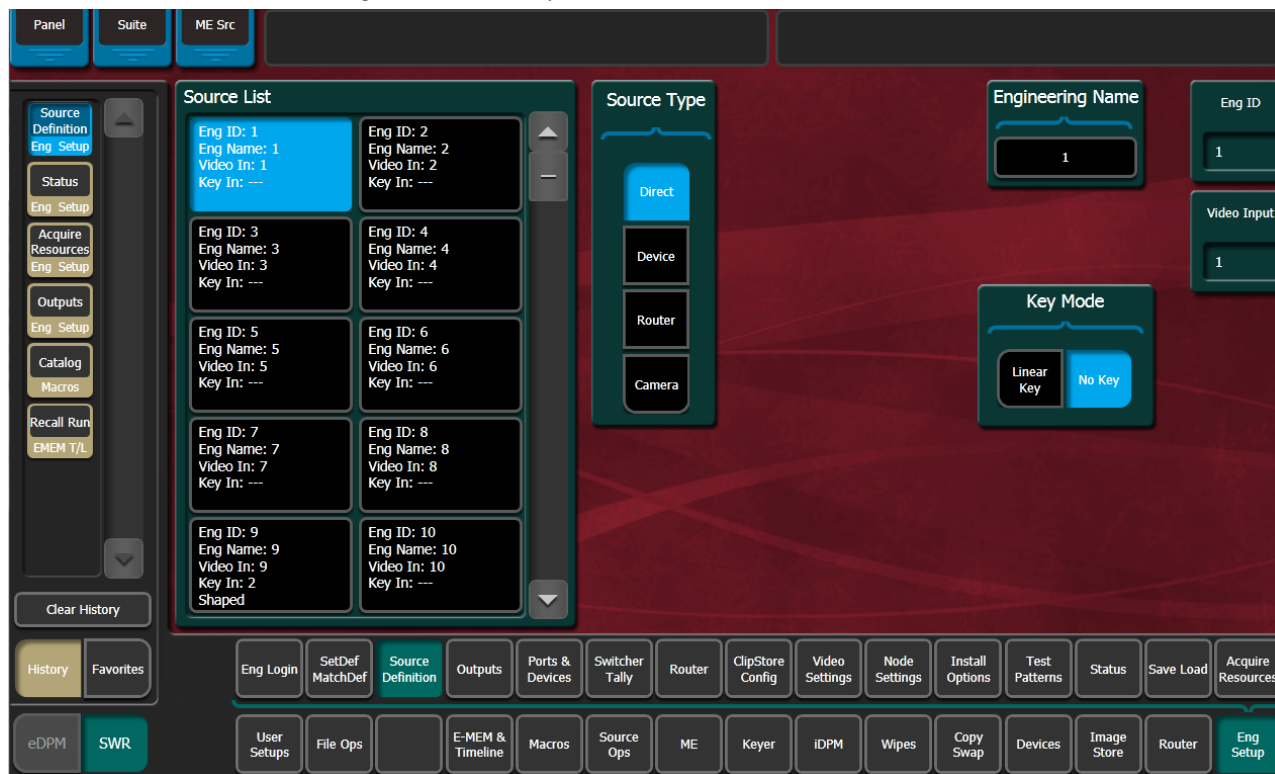 Panel
Suite
ME Src
Source
Definition
Eng Setup
Status
Eng Setup
Acquire
Resources
Eng Setup
Outputs
Eng Setup
Catalog
Macros
Recall Run
EMEM T/L
Clear History
History
Favorites
eDPM
SWR
Source List
Eng ID: 1
Eng Name: 1
Video In: 1
Key In: ---
Eng ID: 2
Eng Name: 2
Video In: 2
Key In: ---
Eng ID: 3
Eng Name: 3
Video In: 3
Key In: ---
Eng ID: 4
Eng Name: 4
Video In: 4
Key In: ---
Eng ID: 5
Eng Name: 5
Video In: 5
Key In: ---
Eng ID: 6
Eng Name: 6
Video In: 6
Key In: ---
Eng ID: 7
Eng Name: 7
Video In: 7
Key In: ---
Eng ID: 8
Eng Name: 8
Video In: 8
Key In: ---
Eng ID: 9
Eng Name: 9
Video In: 9
Key In: 2
Shaped
Eng ID: 10
Eng Name: 10
Video In: 10
Key In: ---
Source Type
Direct
Device
Router
Camera
Engineering Name
1
Eng ID
1
Video Input
1
Key Mode
Linear
Key
No Key
Eng Login
SetDef
MatchDef
Source
Definition
Outputs
Ports &
Devices
Switcher
Tally
Router
ClipStore
Config
Video
Settings
Node
Settings
Install
Options
Test
Patterns
Status
Save Load
Acquire
Resources
User
Setups
File Ops
E-MEM &
Timeline
Macros
Source
Ops
ME
Keyer
iDPM
Wipes
Copy
Swap
Devices
Image
Store
Router
Eng
Setup